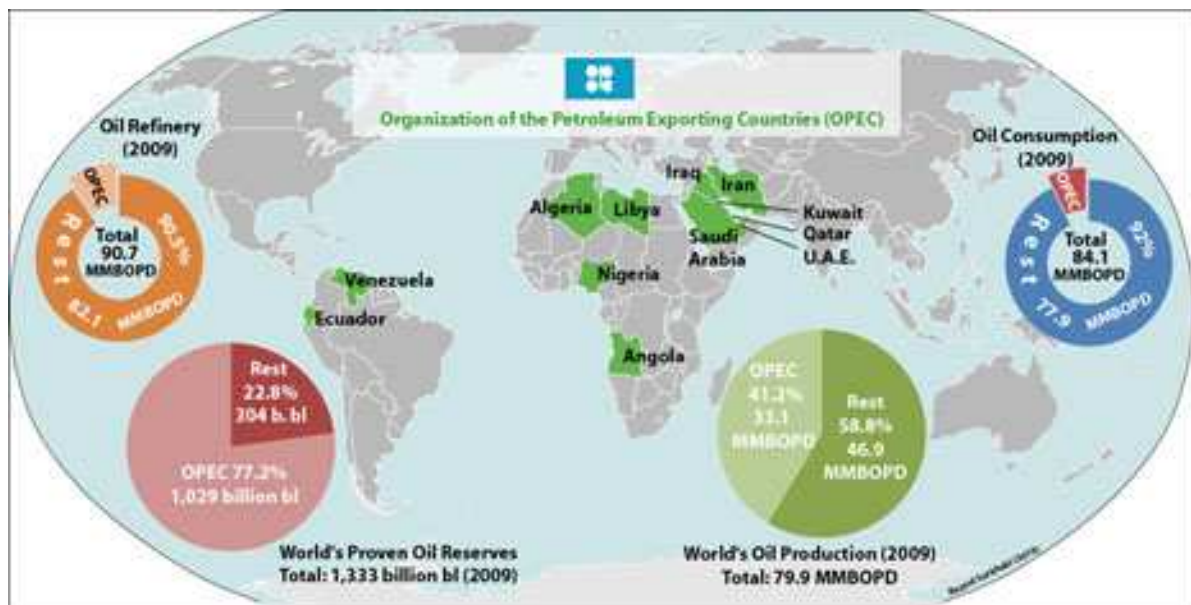 Organization of the Petroleum Exporting Countries (OPEC)
Oil Refinery
(2009)
OPEC
90.5%
Rest
82.1 MMBOPD
Total
90.7
MMBOPD
Oil Consumption
(2009)
OPEC
92%
Rest
77.9 MMBOPD
Total
84.1
MMBOPD
Iraq
Iran
Algeria
Libya
Kuwait
Qatar
U.A.E.
Saudi
Arabia
Nigeria
Venezuela
Ecuador
Angola
Rest
22.8%
304 b. bl
OPEC 77.2%
1,029 billion bl
World's Proven Oil Reserves
Total: 1,333 billion bl (2009)
OPEC
41.2%
33.1
MMBOPD
Rest
58.8%
46.9
MMBOPD
World's Oil Production (2009)
Total: 79.9 MMBOPD